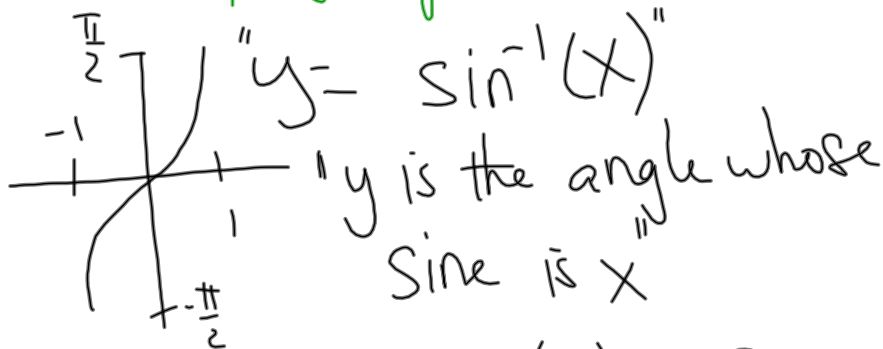 π/2
-1
1
-π/2
"y = sin⁻¹(x)"
"y is the angle whose
sine is x"